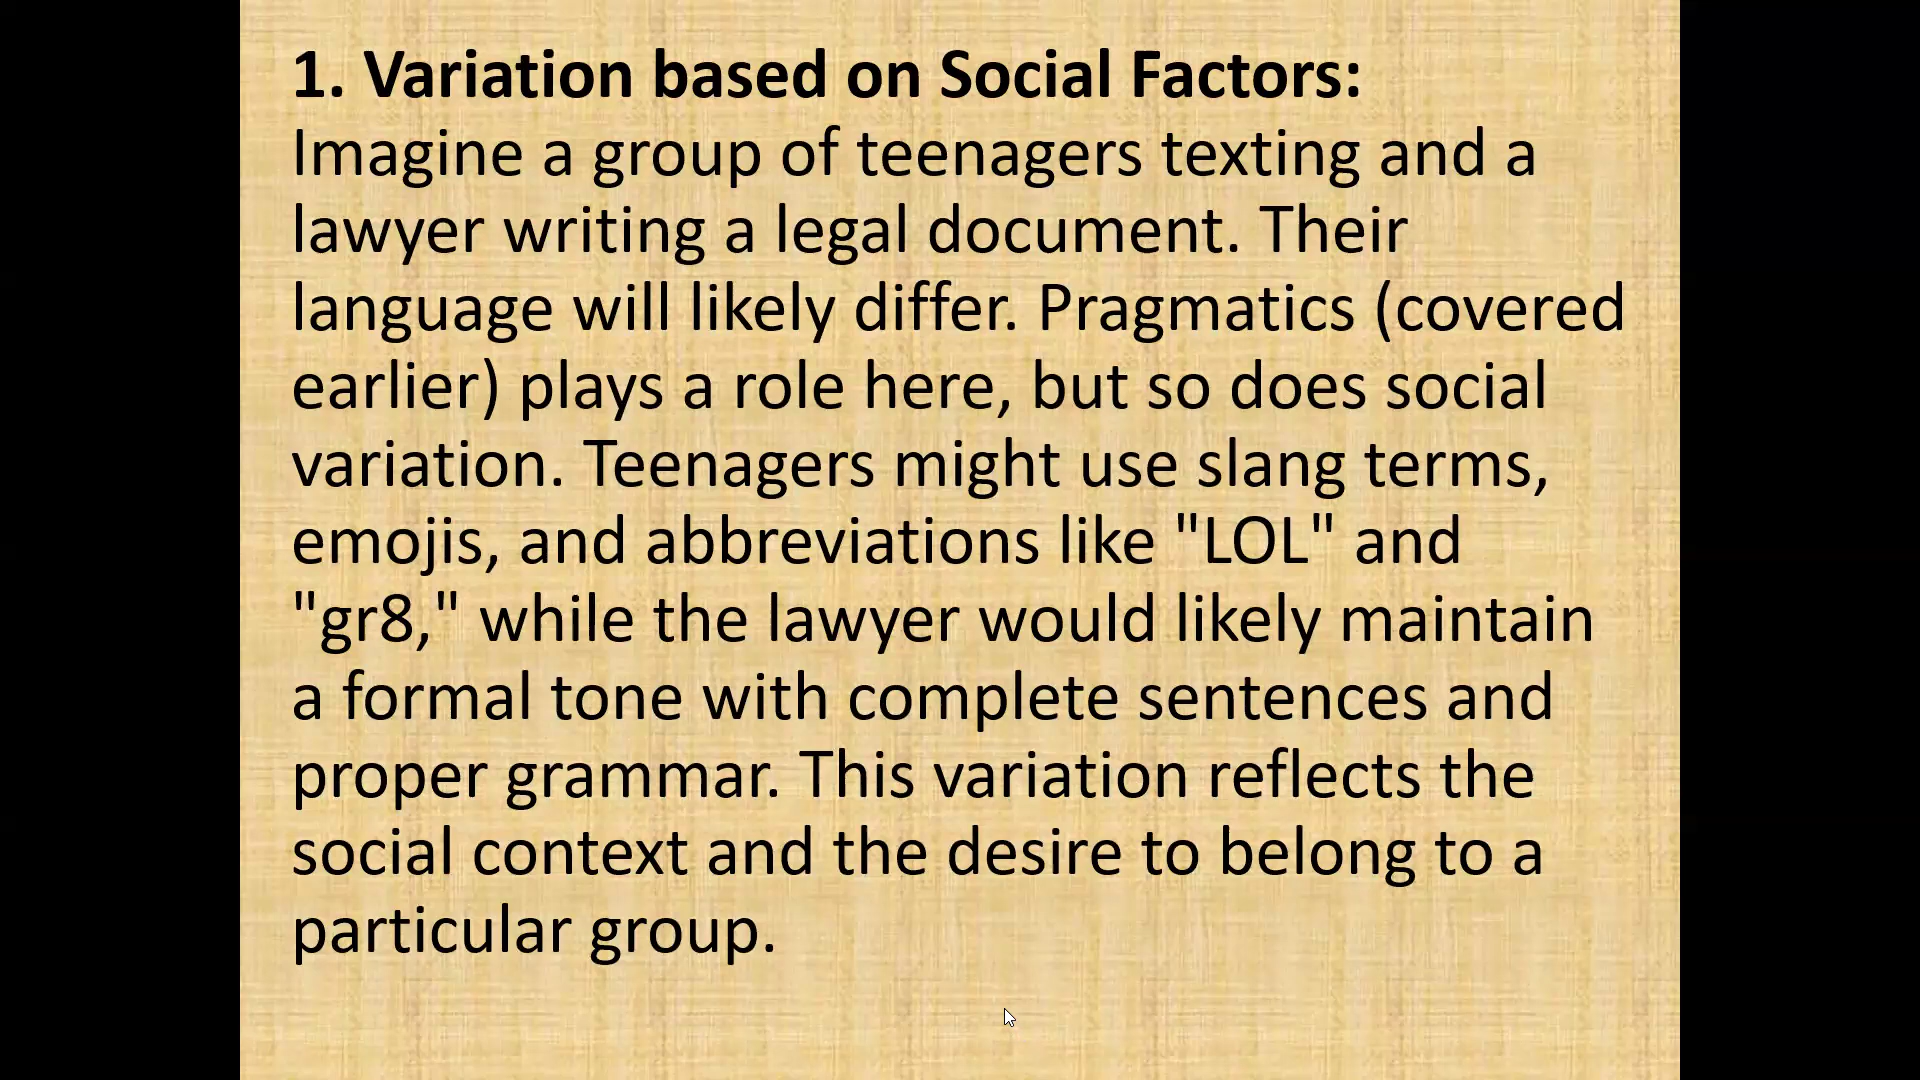 1. Variation based on Social Factors:
Imagine a group of teenagers texting and a
lawyer writing a legal document. Their
language will likely differ. Pragmatics (covered
earlier) plays a role here, but so does social
variation. Teenagers might use slang terms,
emojis, and abbreviations like "LOL" and
"gr8," while the lawyer would likely maintain
a formal tone with complete sentences and
proper grammar. This variation reflects the
social context and the desire to belong to a
particular group.